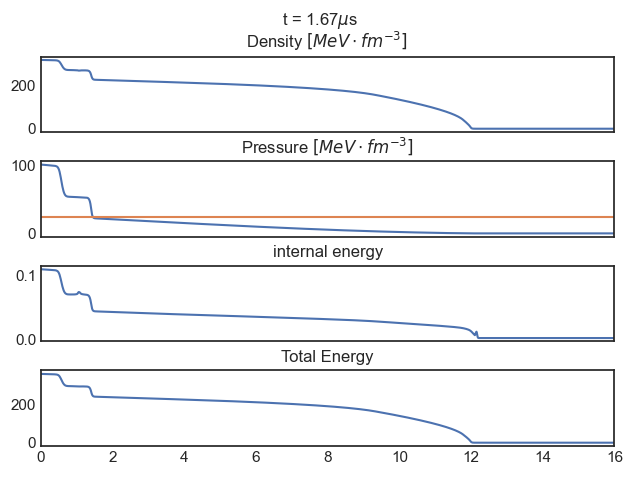 t = 1.67μs
Density [MeV · fm⁻³]
200
0
Pressure [MeV · fm⁻³]
100
0
internal energy
0.1
0.0
Total Energy
200
0
0 2 4 6 8 10 12 14 16